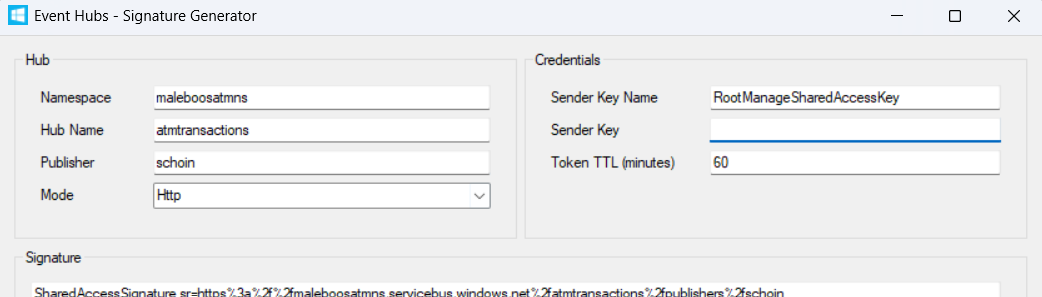 Event Hubs - Signature Generator
Hub
Namespace maleboosatmns
Hub Name atmtransactions
Publisher schoin
Mode Http
Credentials
Sender Key Name RootManageSharedAccessKey
Sender Key
Token TTL (minutes) 60
Signature
SharedAccessSignature sr=https%3a%2f%2fmaleboosatmns.servicebus.windows.net%2fatmtransactions%2fpublishers%2fschoin